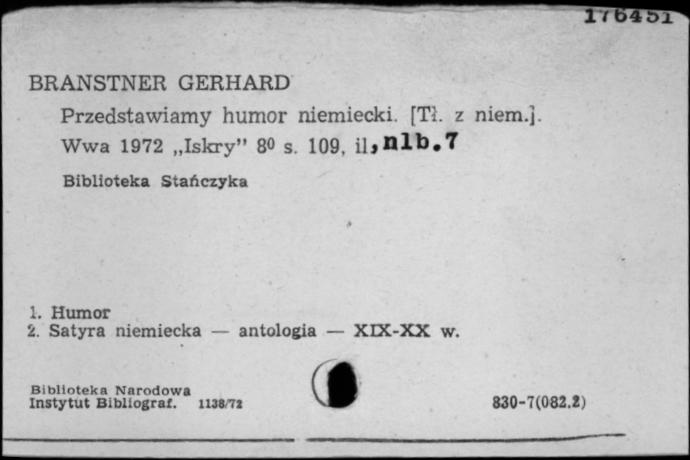 176451
BRANSTNER GERHARD
Przedstawiamy humor niemiecki. [Tł. z niem.].
Wwa 1972 „Iskry” 8⁰ s. 109, il, nlb. 7
Biblioteka Stańczyka
1. Humor
2. Satyra niemiecka — antologia — XIX-XX w.
Biblioteka Narodowa
Instytut Bibliograf. 1138/72
830-7(082.2)